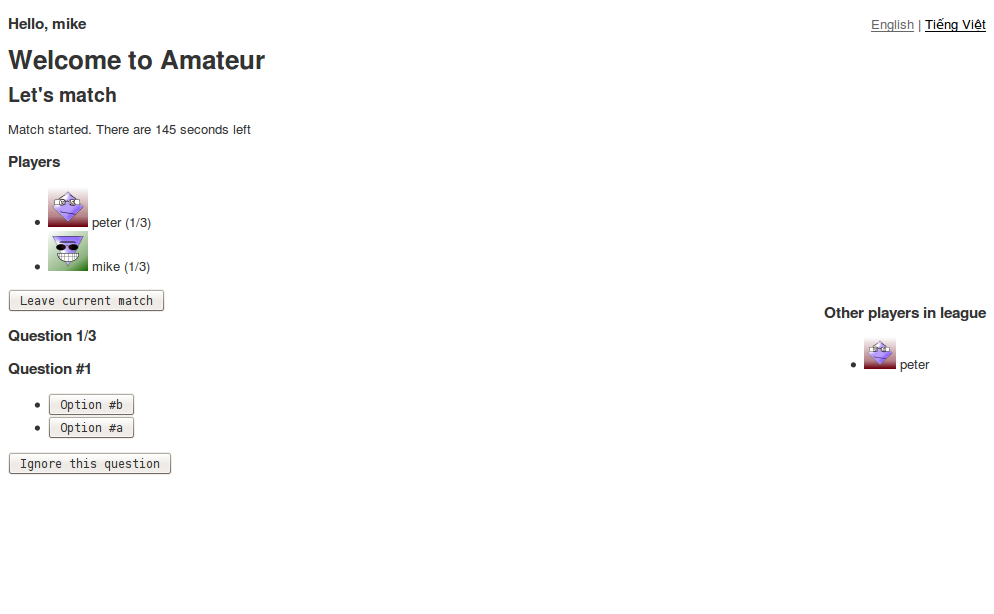 Hello, mike
English | Tiếng Việt
Welcome to Amateur
Let's match
Match started. There are 145 seconds left
Players
peter (1/3)
mike (1/3)
Leave current match
Question 1/3
Question #1
Option #b
Option #a
Ignore this question
Other players in league
peter